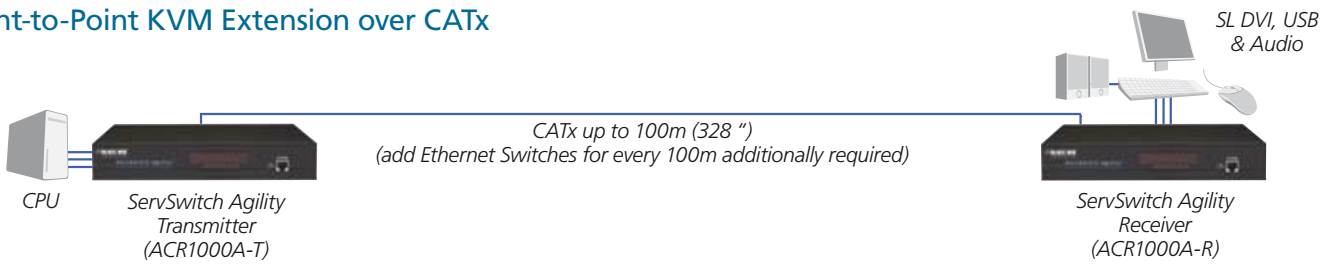 nt-to-Point KVM Extension over CATx
SL DVI, USB
& Audio
CATx up to 100m (328 “)
(add Ethernet Switches for every 100m additionally required)
CPU
ServSwitch Agility
Transmitter
(ACR1000A-T)
ServSwitch Agility
Receiver
(ACR1000A-R)